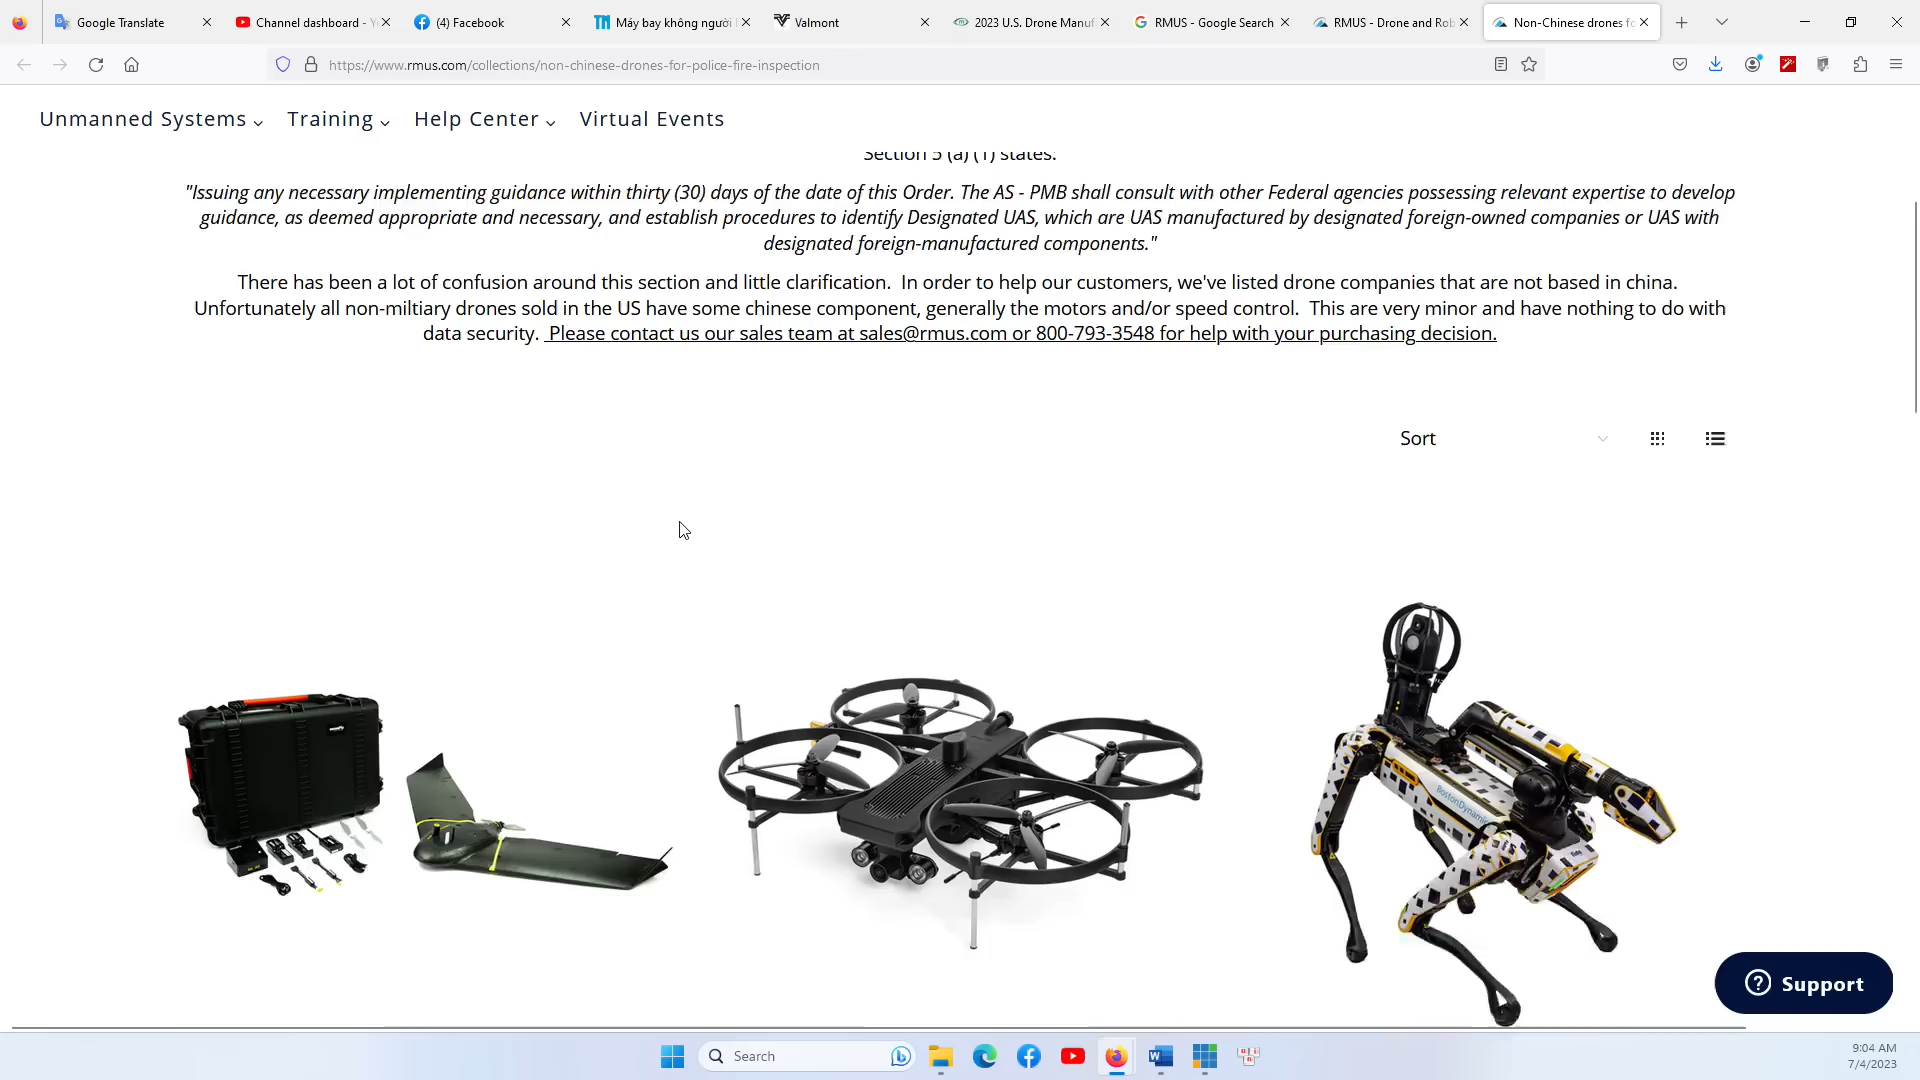 Google Translate
Channel dashboard - Y
(4) Facebook
Máy bay không người
Valmont
2023 U.S. Drone Manuf
RMUS - Google Search
RMUS - Drone and Rob
Non-Chinese drones fo
https://www.rmus.com/collections/non-chinese-drones-for-police-fire-inspection
Unmanned Systems
Training
Help Center
Virtual Events
Section 5 (a) (1) states:
"Issuing any necessary implementing guidance within thirty (30) days of the date of this Order. The AS - PMB shall consult with other Federal agencies possessing relevant expertise to develop
guidance, as deemed appropriate and necessary, and establish procedures to identify Designated UAS, which are UAS manufactured by designated foreign-owned companies or UAS with
designated foreign-manufactured components."
There has been a lot of confusion around this section and little clarification. In order to help our customers, we've listed drone companies that are not based in china.
Unfortunately all non-miltiary drones sold in the US have some chinese component, generally the motors and/or speed control. This are very minor and have nothing to do with
data security. Please contact us our sales team at sales@rmus.com or 800-793-3548 for help with your purchasing decision.
Sort
BostonDynamics
Support
Search
9:04 AM
7/4/2023